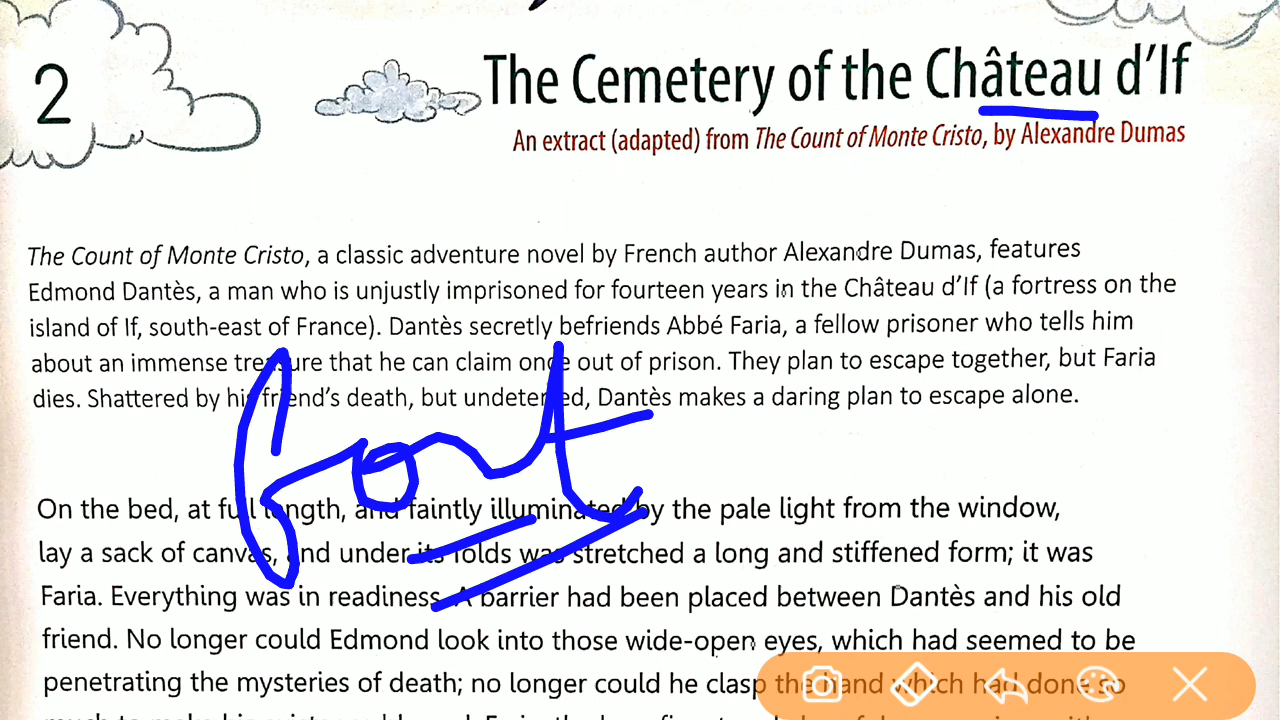 2
The Cemetery of the Château d'If
An extract (adapted) from The Count of Monte Cristo, by Alexandre Dumas
The Count of Monte Cristo, a classic adventure novel by French author Alexandre Dumas, features
Edmond Dantès, a man who is unjustly imprisoned for fourteen years in the Château d'If (a fortress on the
island of If, south-east of France). Dantès secretly befriends Abbé Faria, a fellow prisoner who tells him
about an immense treasure that he can claim once out of prison. They plan to escape together, but Faria
dies. Shattered by his friend's death, but undeterred, Dantès makes a daring plan to escape alone.
fort
On the bed, at full length, and faintly illuminated by the pale light from the window,
lay a sack of canvas, and under its folds was stretched a long and stiffened form; it was
Faria. Everything was in readiness. A barrier had been placed between Dantès and his old
friend. No longer could Edmond look into those wide-open eyes, which had seemed to be
penetrating the mysteries of death; no longer could he clasp the hand which had done so